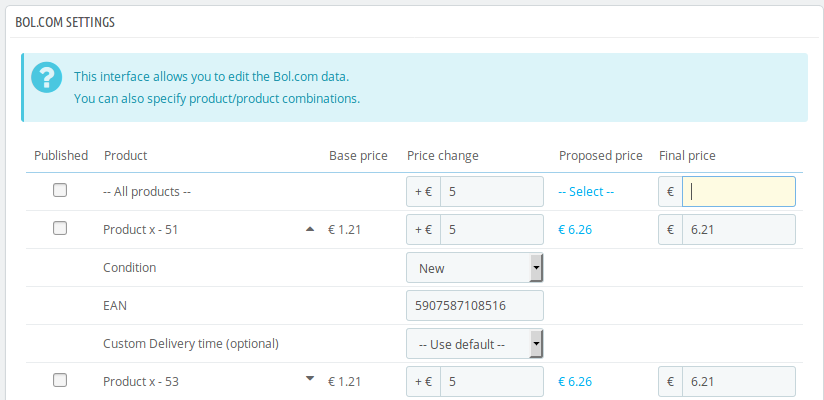 BOL.COM SETTINGS
?
This interface allows you to edit the Bol.com data.
You can also specify product/product combinations.
Published Product Base price Price change Proposed price Final price
-- All products -- + € 5 -- Select -- €
Product x - 51 € 1.21 + € 5 € 6.26 € 6.21
Condition New
EAN 5907587108516
Custom Delivery time (optional) -- Use default --
Product x - 53 € 1.21 + € 5 € 6.26 € 6.21